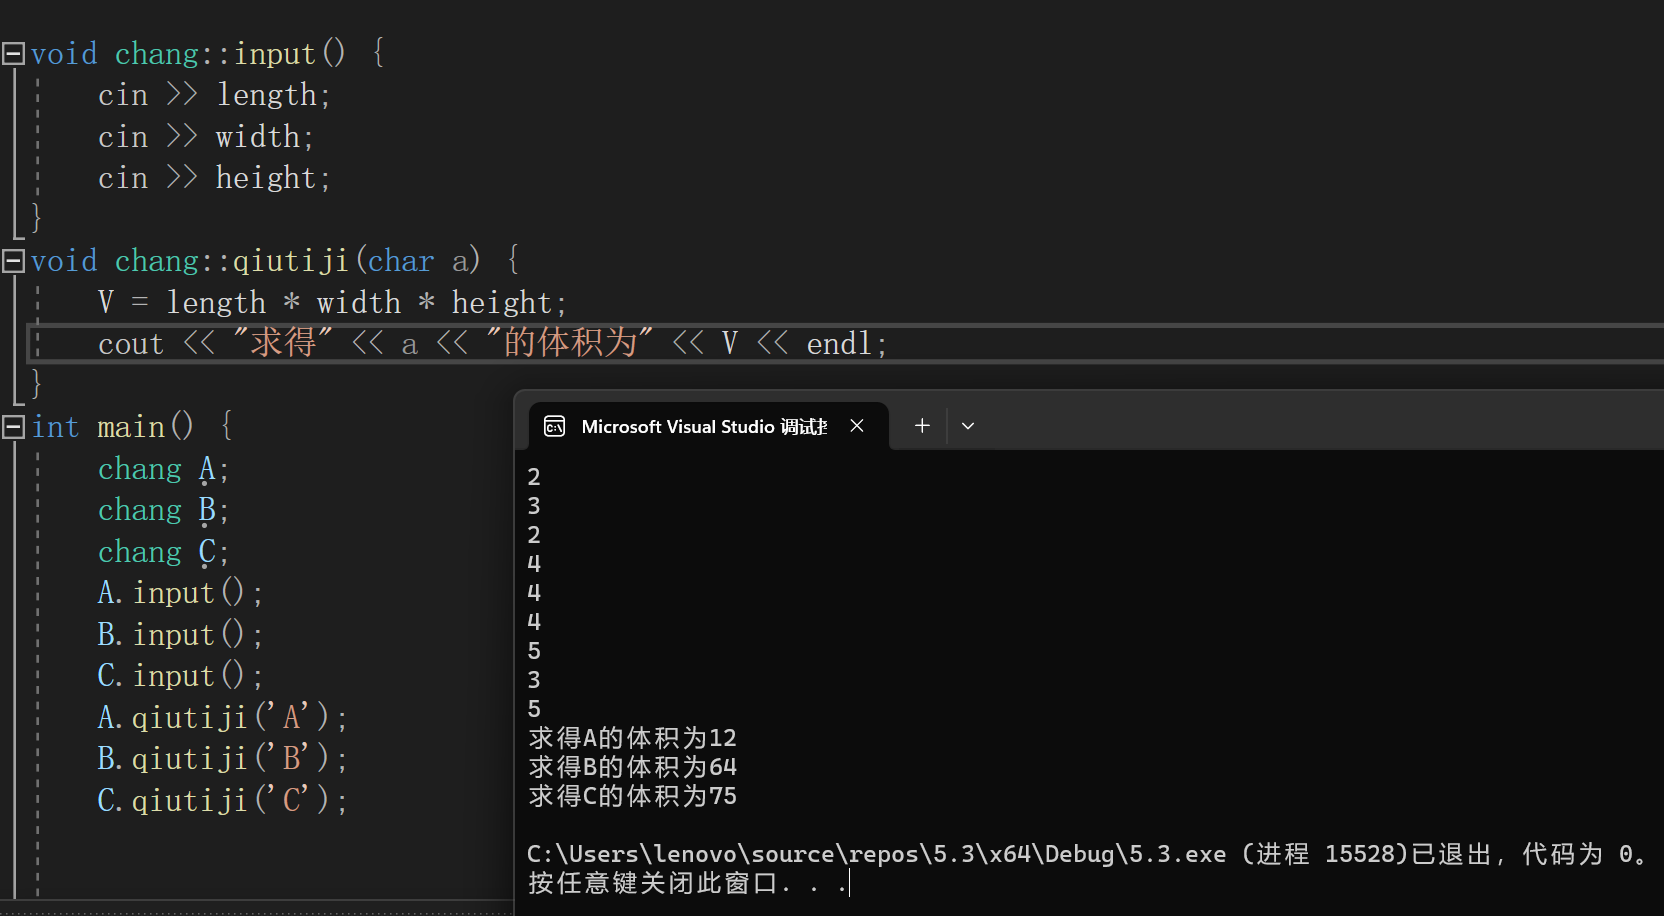 void chang::input() {
cin >> length;
cin >> width;
cin >> height;
}
void chang::qiutiji(char a) {
V = length * width * height;
cout << "求得" << a << "的体积为" << V << endl;
}
int main() {
chang A;
chang B;
chang C;
A.input();
B.input();
C.input();
A.qiutiji('A');
B.qiutiji('B');
C.qiutiji('C');
Microsoft Visual Studio 调试
2
3
2
4
4
4
5
3
5
求得A的体积为12
求得B的体积为64
求得C的体积为75
C:\Users\lenovo\source\repos\5.3\x64\Debug\5.3.exe (进程 15528)已退出，代码为 0。
按任意键关闭此窗口. . .